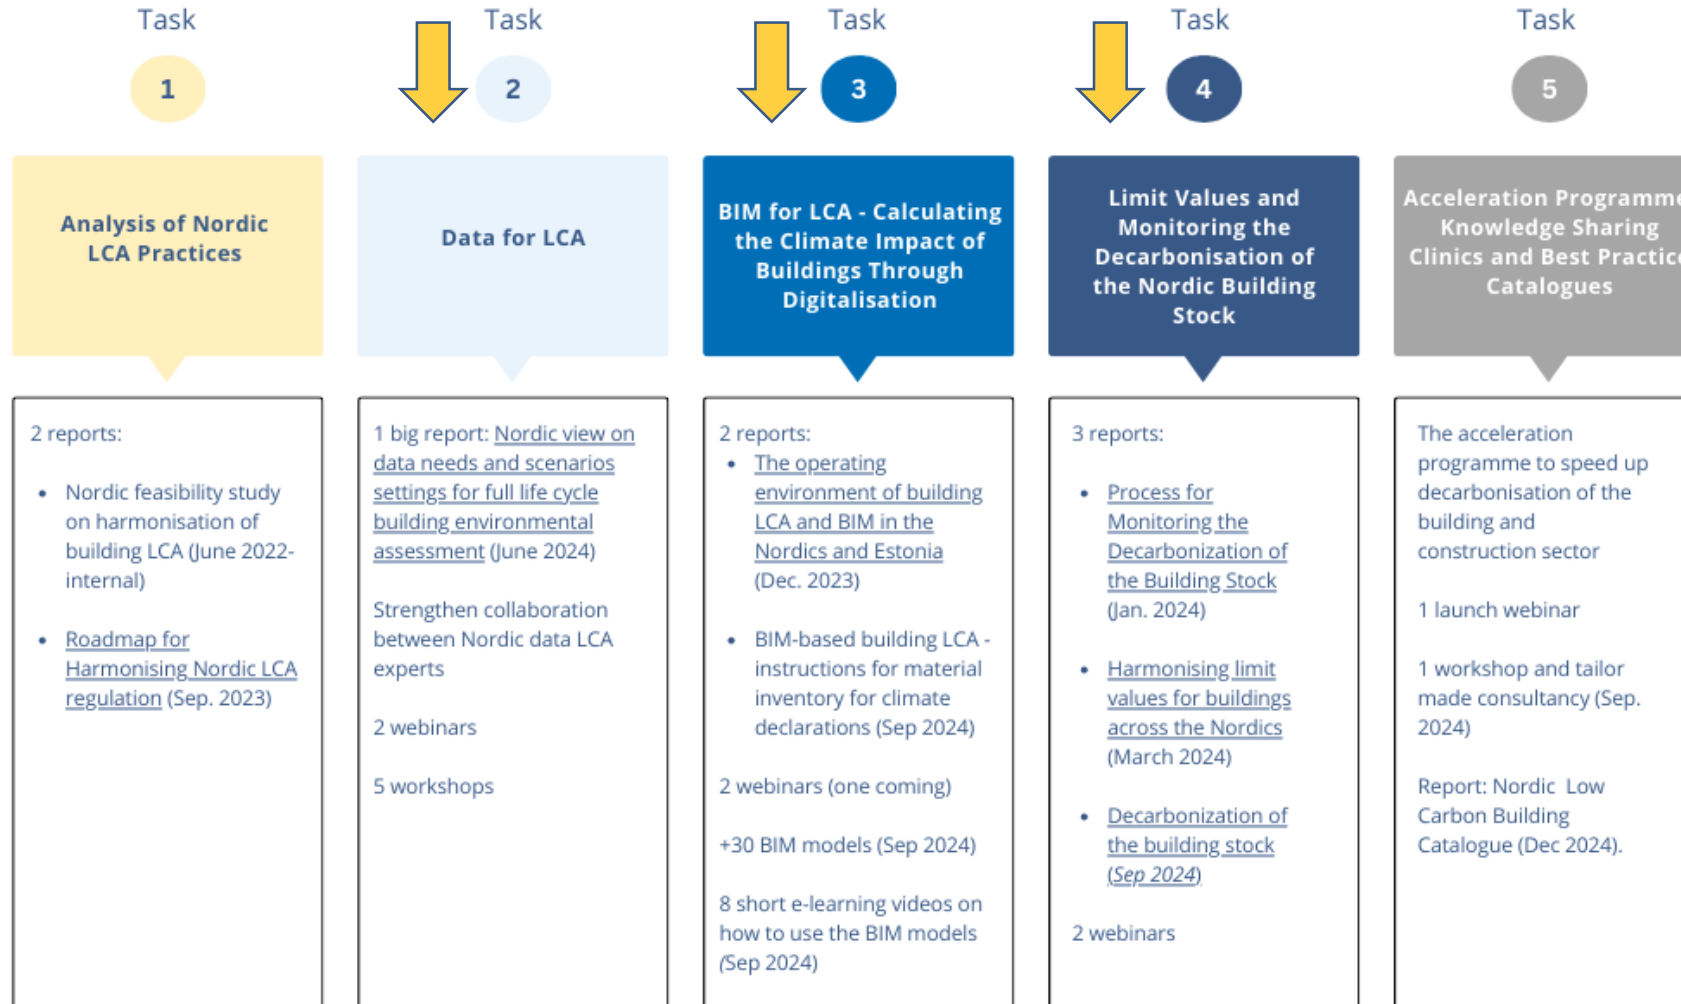 Task
1
Analysis of Nordic
LCA Practices
2 reports:
• Nordic feasibility study
on harmonisation of
building LCA (June 2022-
internal)
• Roadmap for
Harmonising Nordic LCA
regulation (Sep. 2023)
Task
2
Data for LCA
1 big report: Nordic view on
data needs and scenarios
settings for full life cycle
building environmental
assessment (June 2024)
Strengthen collaboration
between Nordic data LCA
experts
2 webinars
5 workshops
Task
3
BIM for LCA - Calculating
the Climate Impact of
Buildings Through
Digitalisation
2 reports:
• The operating
environment of building
LCA and BIM in the
Nordics and Estonia
(Dec. 2023)
• BIM-based building LCA -
instructions for material
inventory for climate
declarations (Sep 2024)
2 webinars (one coming)
+30 BIM models (Sep 2024)
8 short e-learning videos on
how to use the BIM models
(Sep 2024)
Task
4
Limit Values and
Monitoring the
Decarbonisation of
the Nordic Building
Stock
3 reports:
• Process for
Monitoring the
Decarbonization of
the Building Stock
(Jan. 2024)
• Harmonising limit
values for buildings
across the Nordics
(March 2024)
• Decarbonization of
the building stock
(Sep 2024)
2 webinars
Task
5
Acceleration Programme
Knowledge Sharing
Clinics and Best Practice
Catalogues
The acceleration
programme to speed up
decarbonisation of the
building and
construction sector
1 launch webinar
1 workshop and tailor
made consultancy (Sep.
2024)
Report: Nordic Low
Carbon Building
Catalogue (Dec 2024).